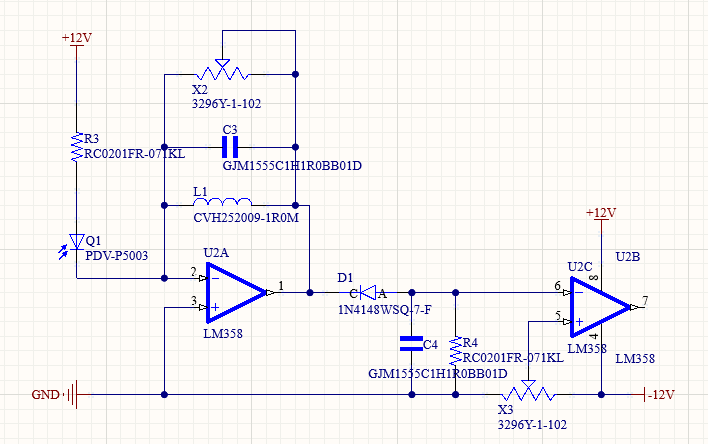 +12V
X2
3296Y-1-102
C3
GJM1555C1H1R0BB01D
R3
RC0201FR-071KL
L1
CVH252009-1R0M
Q1
PDV-P5003
U2A
2
1
3
LM358
D1
C A
1N4148WSQ-7-F
+12V
U2B
U2C
8
6
7
5
4
LM358
LM358
C4
GJM1555C1H1R0BB01D
R4
RC0201FR-071KL
GND
X3
3296Y-1-102
-12V